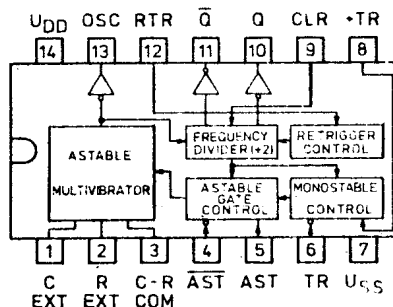 UDD OSC RTR Q Q CLR +TR
14 13 12 11 10 9 8
FREQUENCY DIVIDER(÷2)
RETRIGGER CONTROL
ASTABLE MULTIVIBRATOR
ASTABLE GATE CONTROL
MONOSTABLE CONTROL
1 2 3 4 5 6 7
C EXT R EXT C-R COM AST AST TR USS